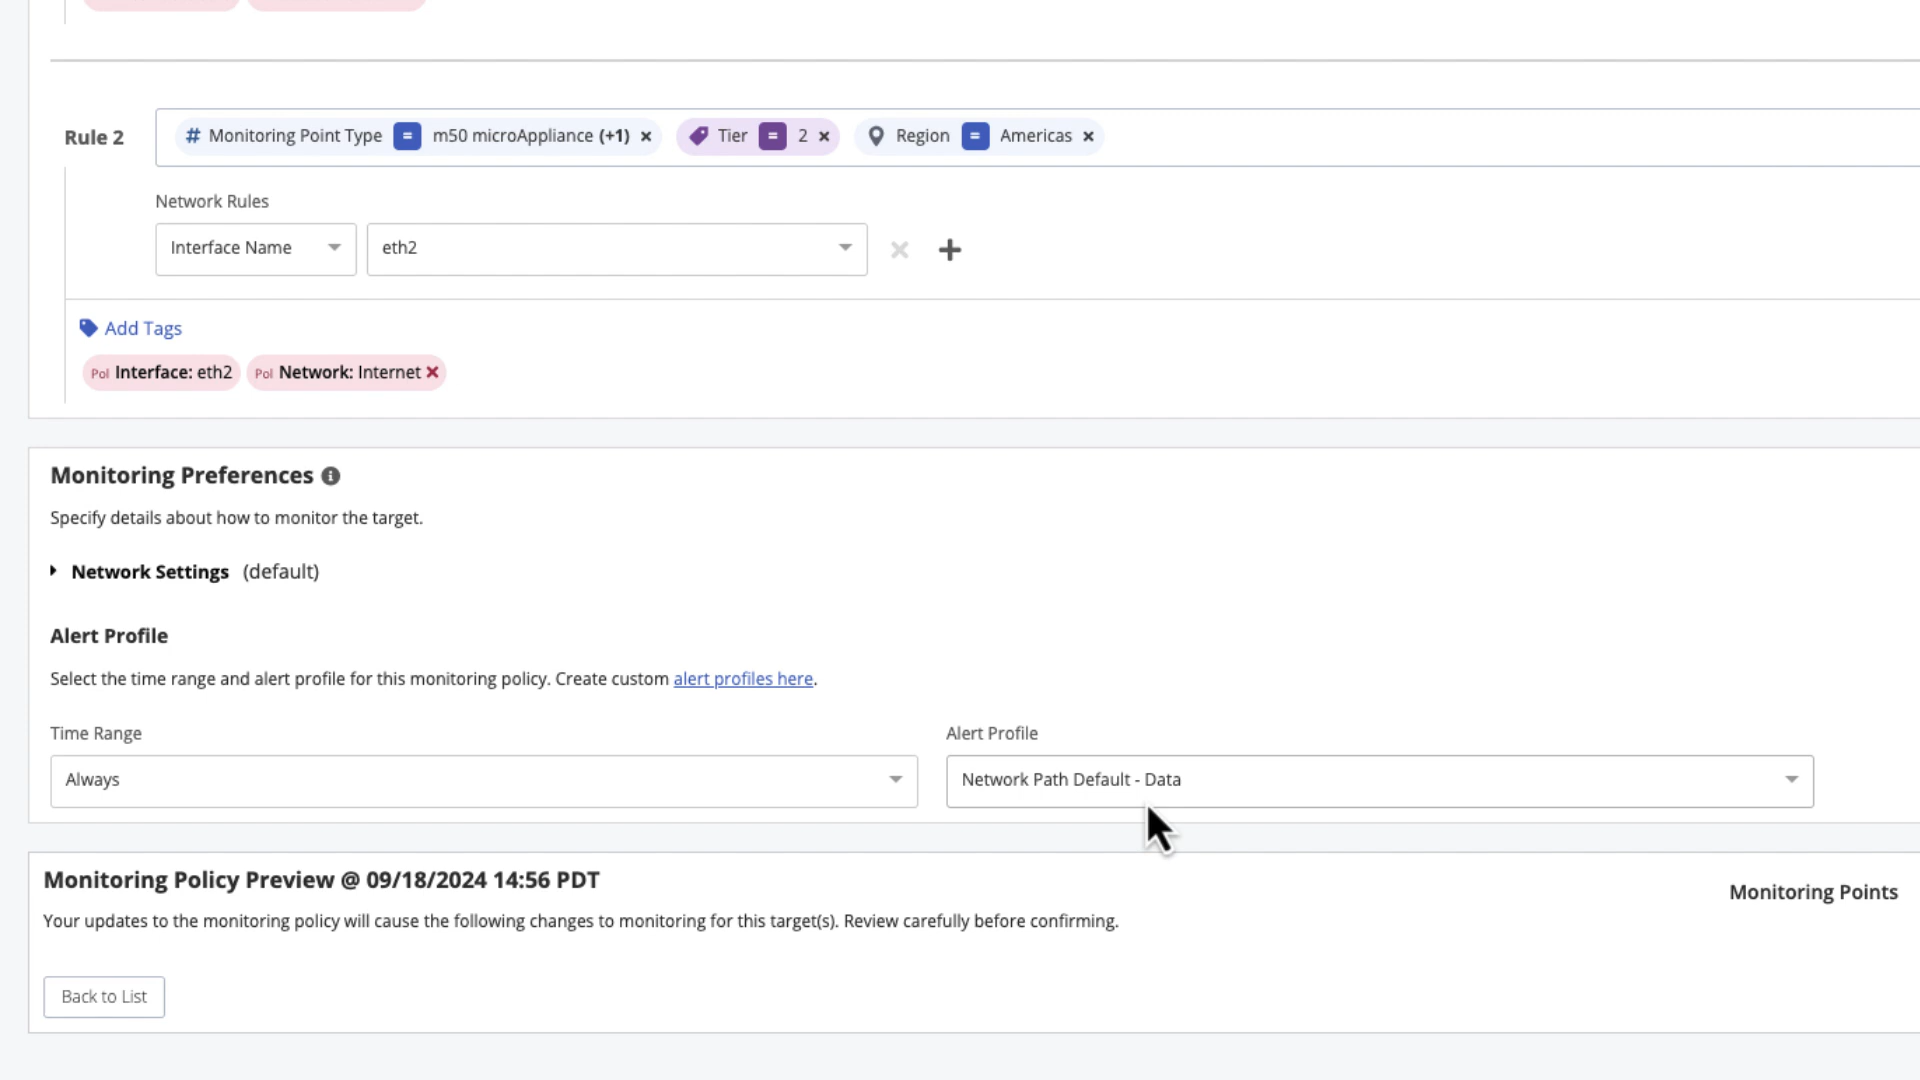 Rule 2
# Monitoring Point Type = m50 microAppliance (+1) × Tier = 2 × Region = Americas ×
Network Rules
Interface Name eth2
Add Tags
Pol Interface: eth2 Pol Network: Internet ×
Monitoring Preferences
Specify details about how to monitor the target.
Network Settings (default)
Alert Profile
Select the time range and alert profile for this monitoring policy. Create custom alert profiles here.
Time Range Alert Profile
Always Network Path Default - Data
Monitoring Policy Preview @ 09/18/2024 14:56 PDT
Monitoring Points
Your updates to the monitoring policy will cause the following changes to monitoring for this target(s). Review carefully before confirming.
Back to List